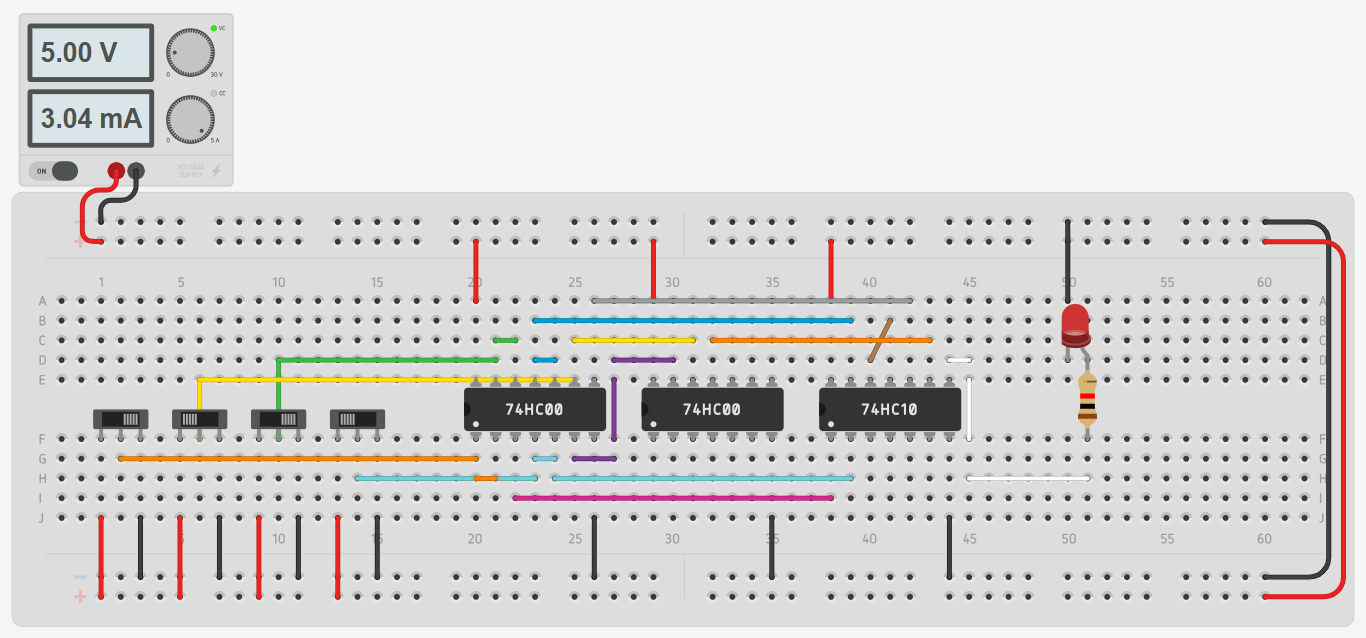 5.00 V
VC
0
30 V
3.04 mA
CC
0
5 A
ON
VOLTAGE
SUPPLY
−
+
1 5 10 15 20 25 30 35 40 45 50 55 60
A A
B B
C C
D D
E E
74HC00 74HC00 74HC10
F F
G G
H H
I I
J J
5 10 15 20 25 30 35 40 45 50 55 60
−
+